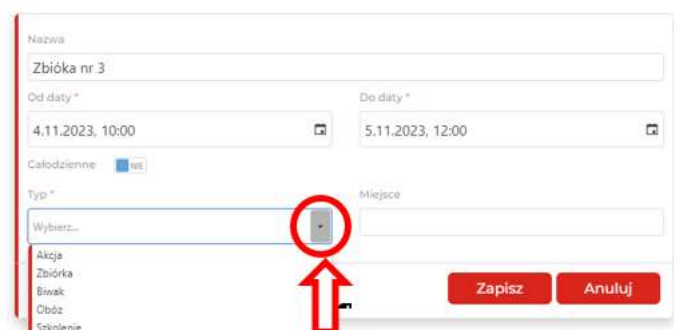 Nazwa
Zbióka nr 3
Od daty * Do daty *
4.11.2023, 10:00 5.11.2023, 12:00
Całodzienne NIE
Typ * Miejsce
Wybierz...
Akcja
Zbiórka
Biwak
Obóz
Szkolenie
Zapisz Anuluj